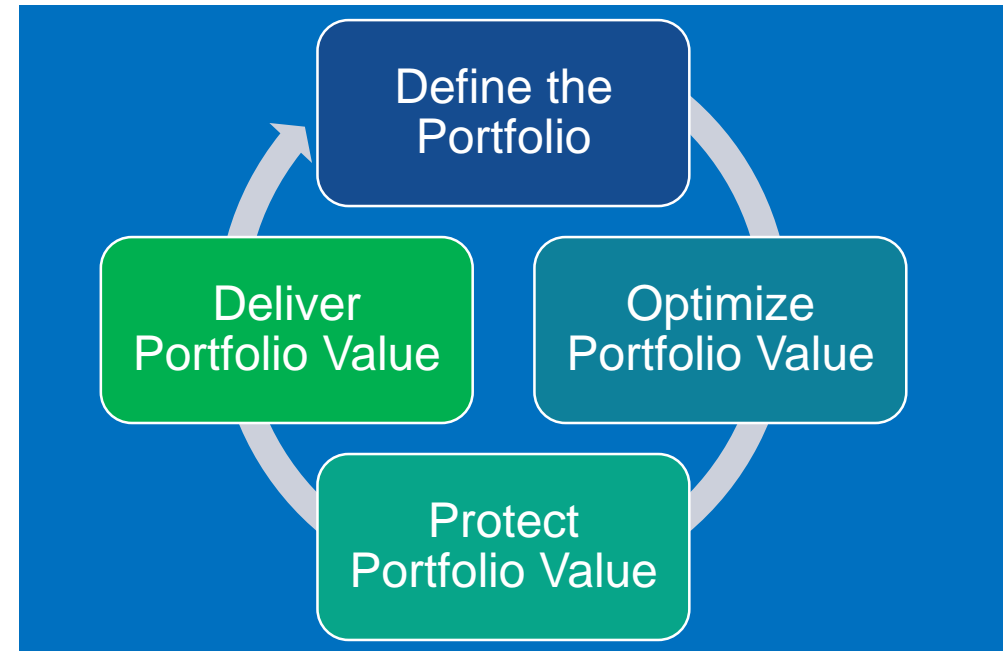 Define the
Portfolio
Optimize
Portfolio Value
Protect
Portfolio Value
Deliver
Portfolio Value